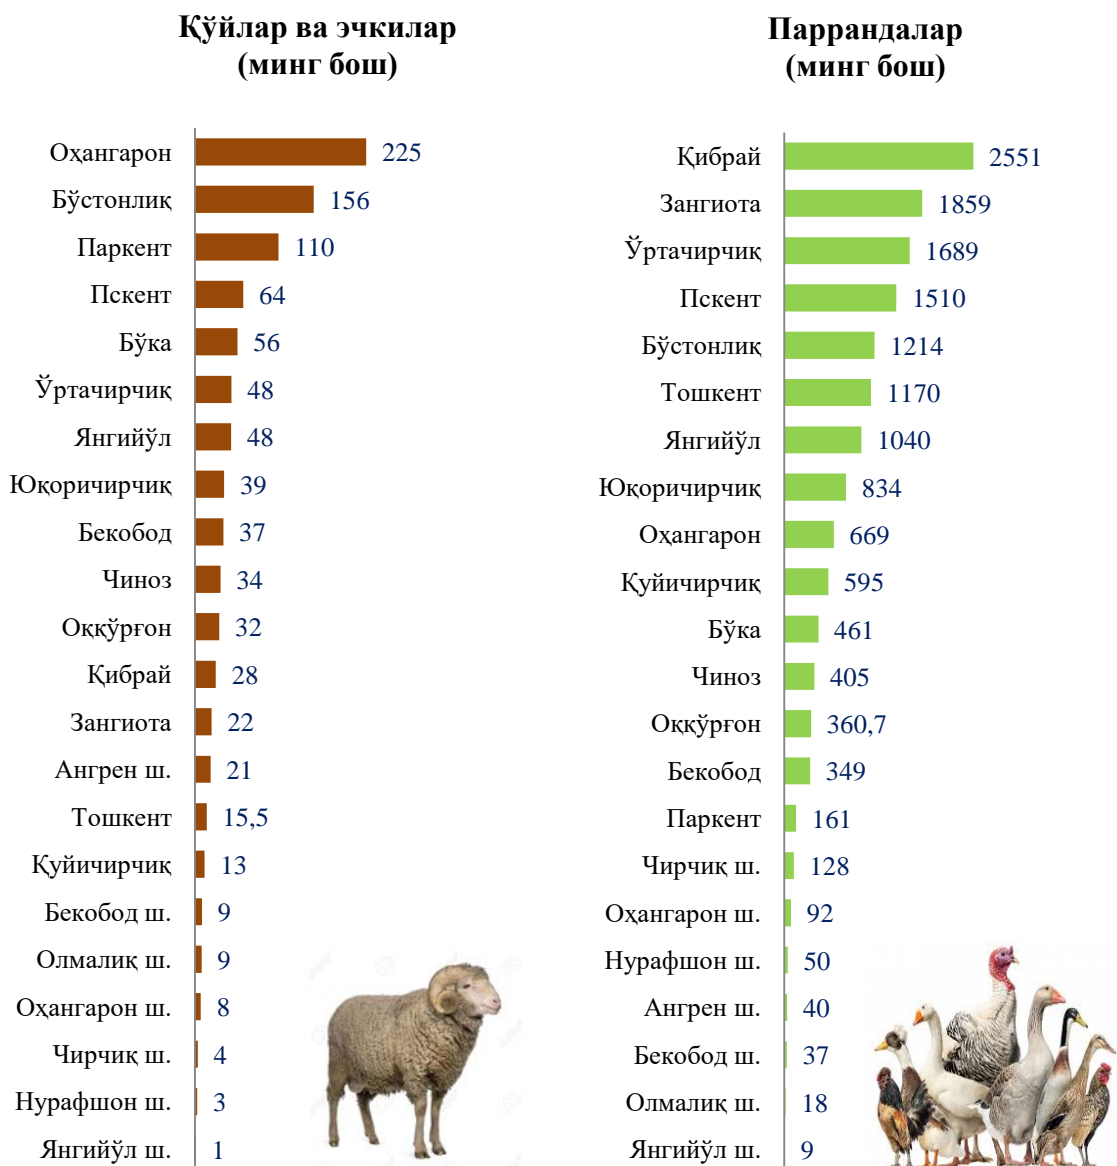 Қўйлар ва эчкилар
(минг бош)
Оҳангарон 225
Бўстонлиқ 156
Паркент 110
Пскент 64
Бўка 56
Ўртачирчиқ 48
Янгийўл 48
Юқоричирчиқ 39
Бекобод 37
Чиноз 34
Оққўрғон 32
Қибрай 28
Зангиота 22
Ангрен ш. 21
Тошкент 15,5
Қуйичирчиқ 13
Бекобод ш. 9
Олмалиқ ш. 9
Оҳангарон ш. 8
Чирчиқ ш. 4
Нурафшон ш. 3
Янгийўл ш. 1
Паррандалар
(минг бош)
Қибрай 2551
Зангиота 1859
Ўртачирчиқ 1689
Пскент 1510
Бўстонлиқ 1214
Тошкент 1170
Янгийўл 1040
Юқоричирчиқ 834
Оҳангарон 669
Қуйичирчиқ 595
Бўка 461
Чиноз 405
Оққўрғон 360,7
Бекобод 349
Паркент 161
Чирчиқ ш. 128
Оҳангарон ш. 92
Нурафшон ш. 50
Ангрен ш. 40
Бекобод ш. 37
Олмалиқ ш. 18
Янгийўл ш. 9